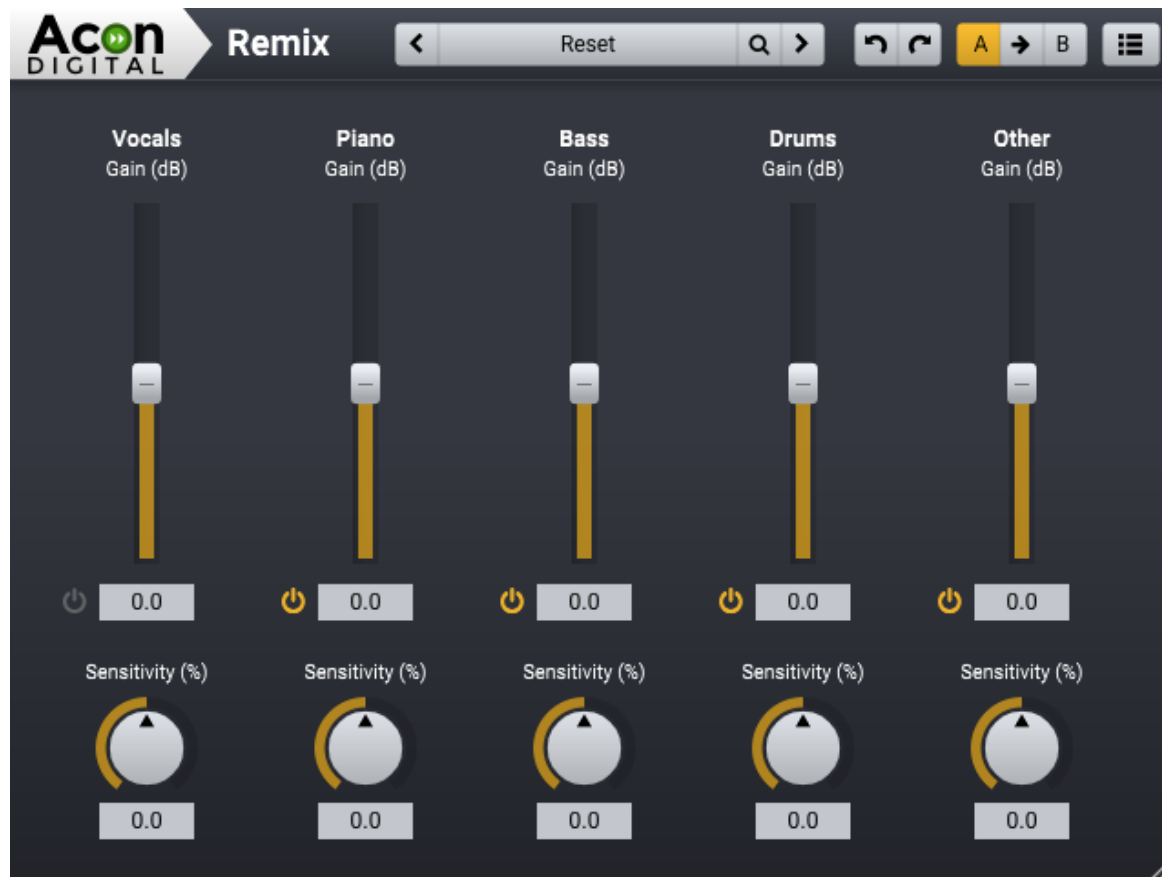 Acon DIGITAL Remix Reset A B
Vocals Piano Bass Drums Other
Gain (dB) Gain (dB) Gain (dB) Gain (dB) Gain (dB)
0.0 0.0 0.0 0.0 0.0
Sensitivity (%) Sensitivity (%) Sensitivity (%) Sensitivity (%) Sensitivity (%)
0.0 0.0 0.0 0.0 0.0